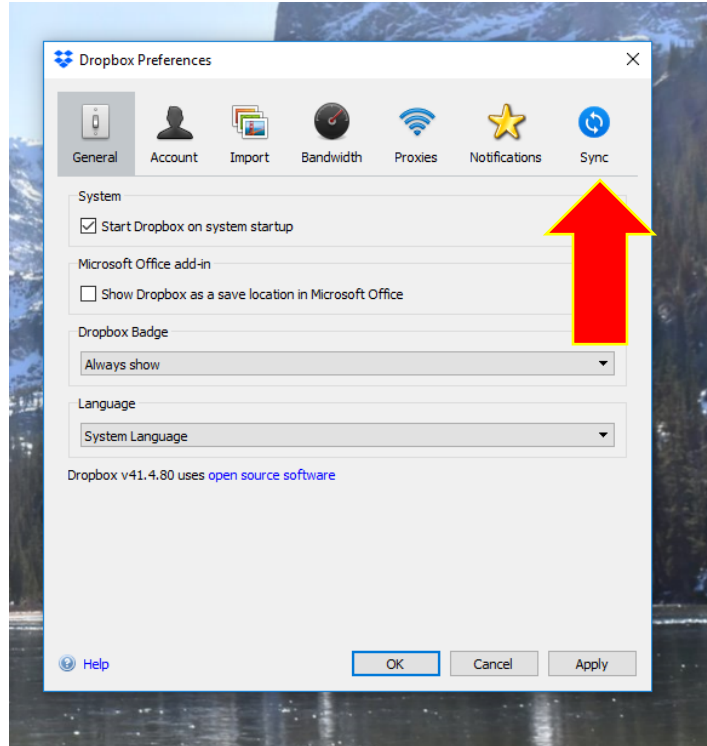 Dropbox Preferences
General Account Import Bandwidth Proxies Notifications Sync
System
Start Dropbox on system startup
Microsoft Office add-in
Show Dropbox as a save location in Microsoft Office
Dropbox Badge
Always show
Language
System Language
Dropbox v41.4.80 uses open source software
Help OK Cancel Apply